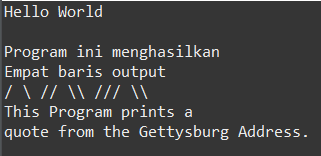 Hello World
Program ini menghasilkan
Empat baris output
/ \ // \\ /// \\
This Program prints a
quote from the Gettysburg Address.